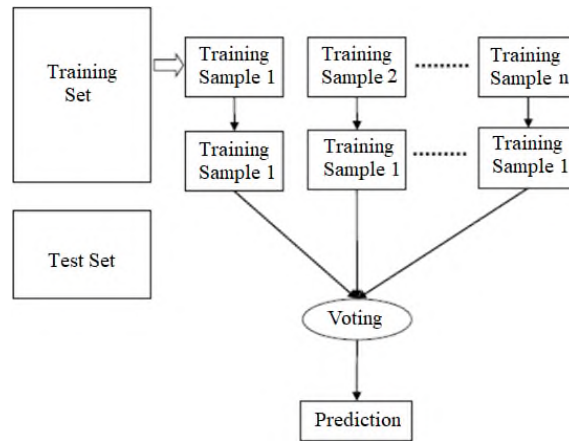 Training
Set
Training
Sample 1
Training
Sample 2
Training
Sample n
Training
Sample 1
Training
Sample 1
Training
Sample 1
Test Set
Voting
Prediction